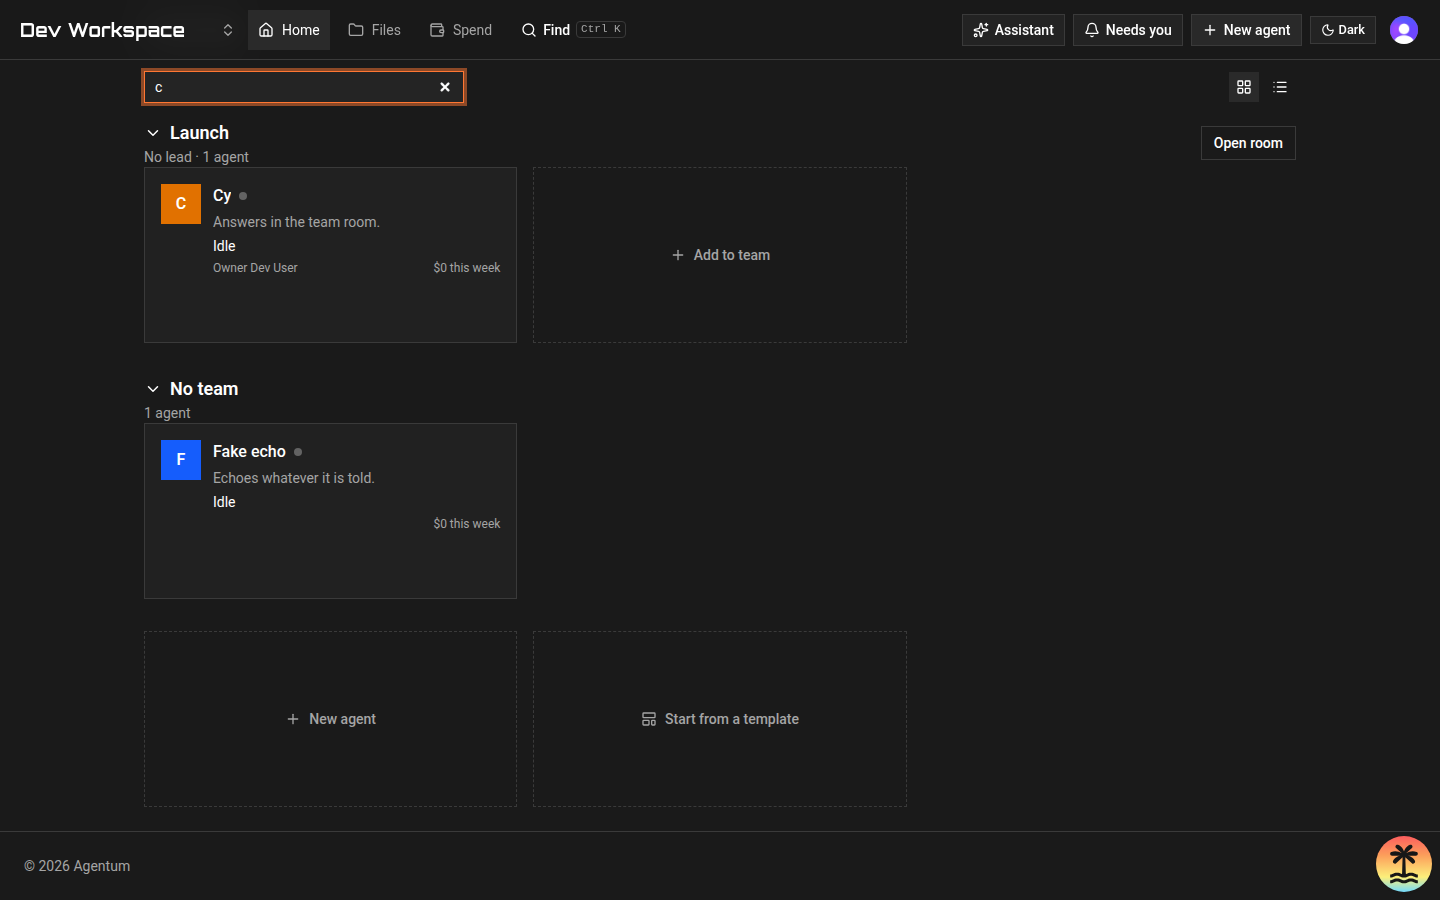 Dev Workspace Home Files Spend Find Ctrl K Assistant Needs you New agent Dark
c
Launch
Open room
No lead · 1 agent
C Cy
Answers in the team room.
Idle
Owner Dev User $0 this week
Add to team
No team
1 agent
F Fake echo
Echoes whatever it is told.
Idle
$0 this week
New agent
Start from a template
© 2026 Agentum